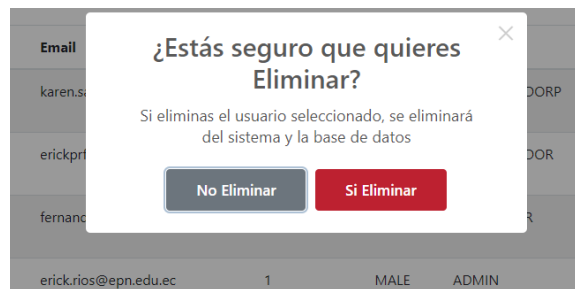 ¿Estás seguro que quieres
Eliminar?
Email
Si eliminas el usuario seleccionado, se eliminará
del sistema y la base de datos
No Eliminar
Si Eliminar
erick.rios@epn.edu.ec 1 MALE ADMIN